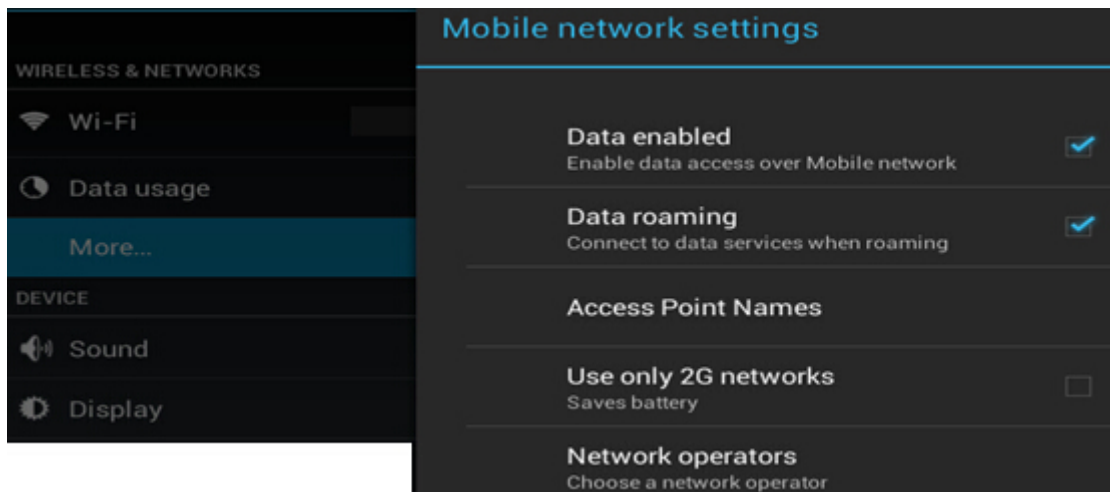 WIRELESS & NETWORKS
Wi-Fi
Data usage
More...
DEVICE
Sound
Display
Mobile network settings
Data enabled
Enable data access over Mobile network
Data roaming
Connect to data services when roaming
Access Point Names
Use only 2G networks
Saves battery
Network operators
Choose a network operator